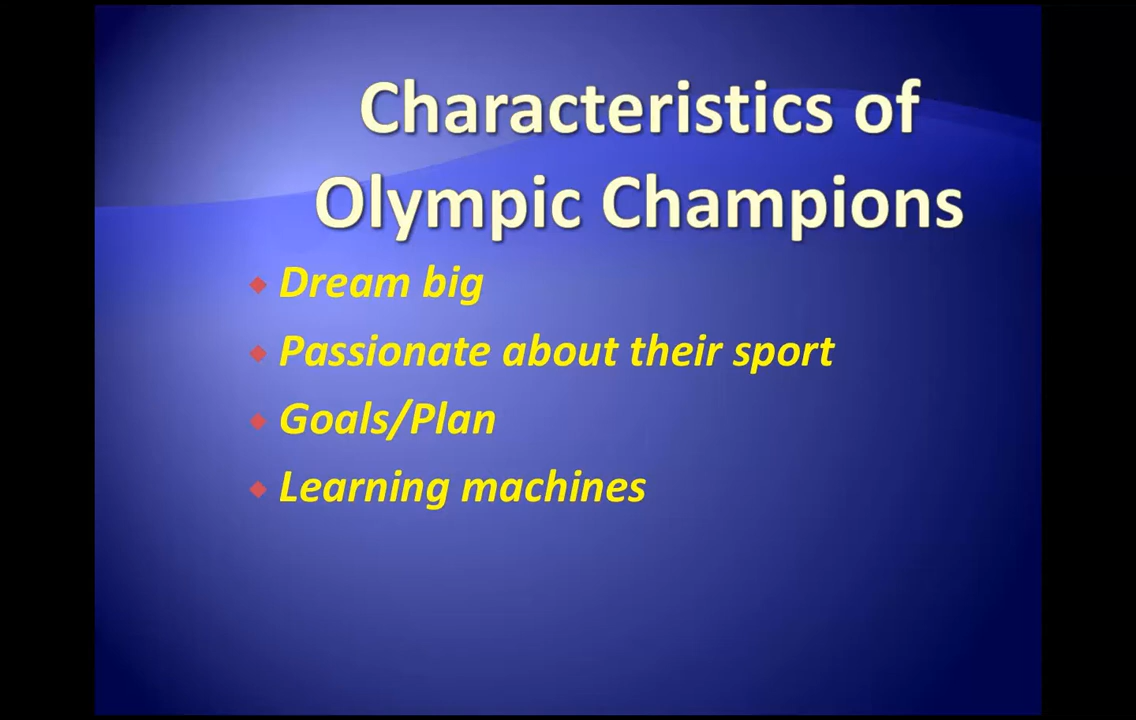 Characteristics of
Olympic Champions
Dream big
Passionate about their sport
Goals/Plan
Learning machines